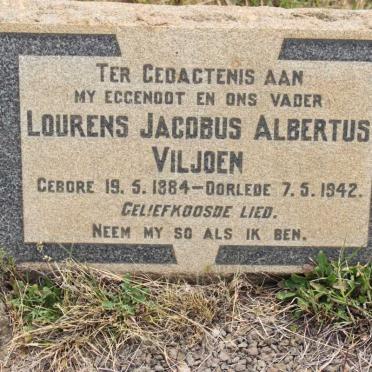 TER GEDACTENIS AAN
MY EGGENOOT EN ONS VADER
LOURENS JACOBUS ALBERTUS
VILJOEN
GEBORE 19.5.1884–OORLEDE 7.5.1942.
GELIEFKOOSDE LIED.
NEEM MY SO ALS IK BEN.